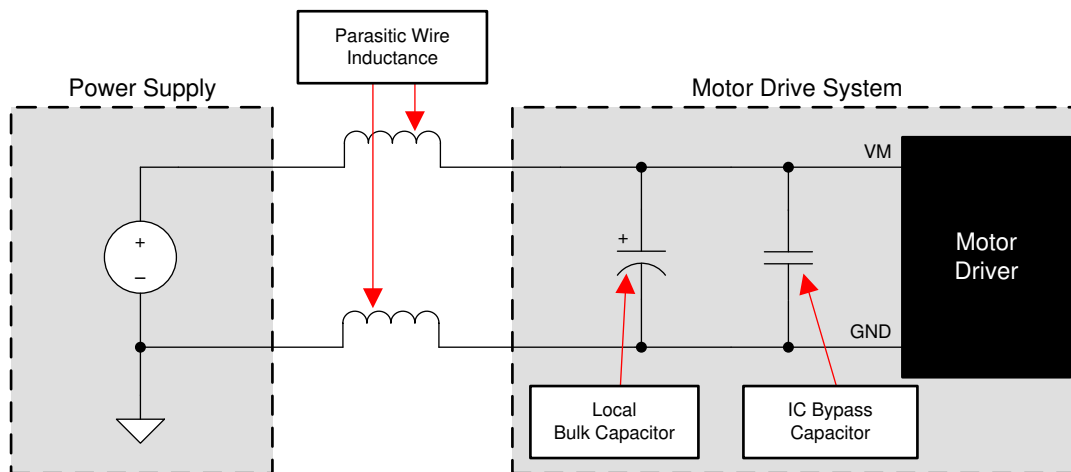 Parasitic Wire
Inductance
Power Supply
Motor Drive System
VM
+
–
+
Motor
Driver
GND
Local
Bulk Capacitor
IC Bypass
Capacitor